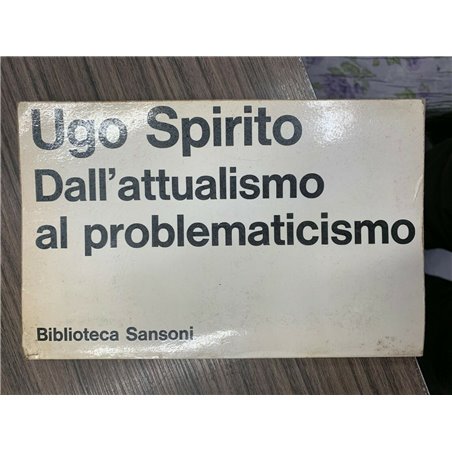 Ugo Spirito
Dall'attualismo
al problematicismo
Biblioteca Sansoni